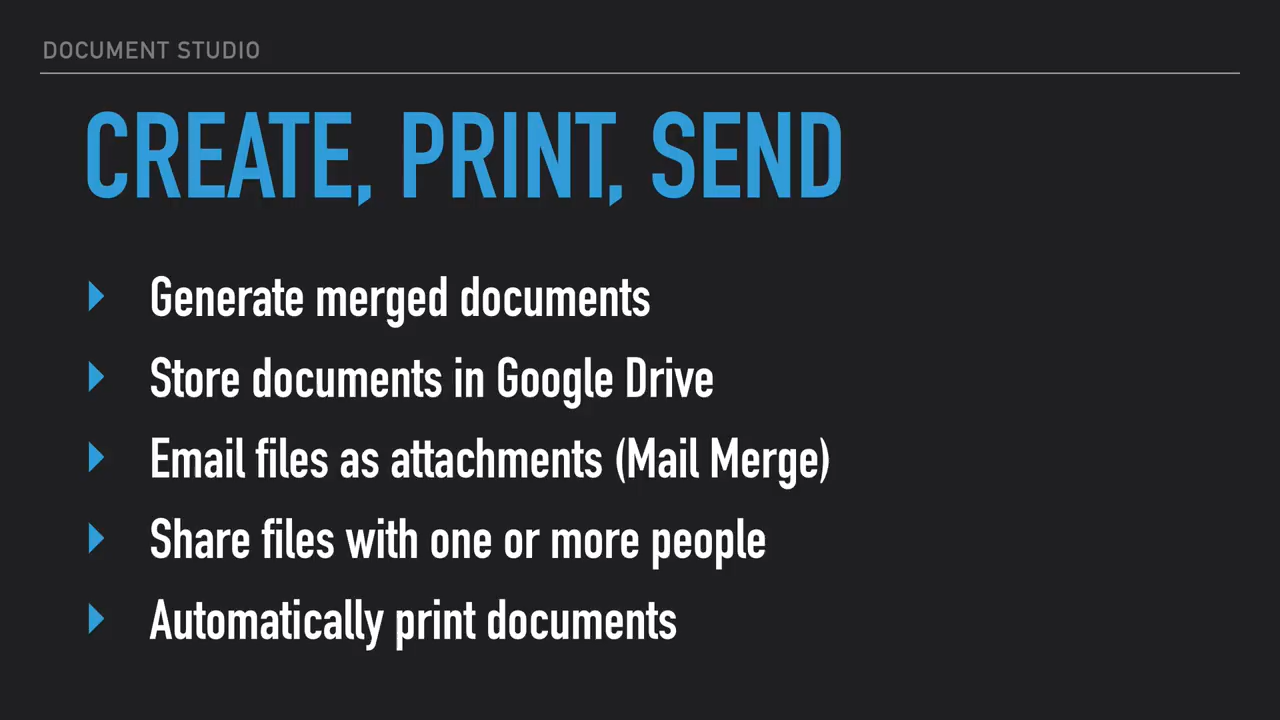 DOCUMENT STUDIO
CREATE, PRINT, SEND
Generate merged documents
Store documents in Google Drive
Email files as attachments (Mail Merge)
Share files with one or more people
Automatically print documents